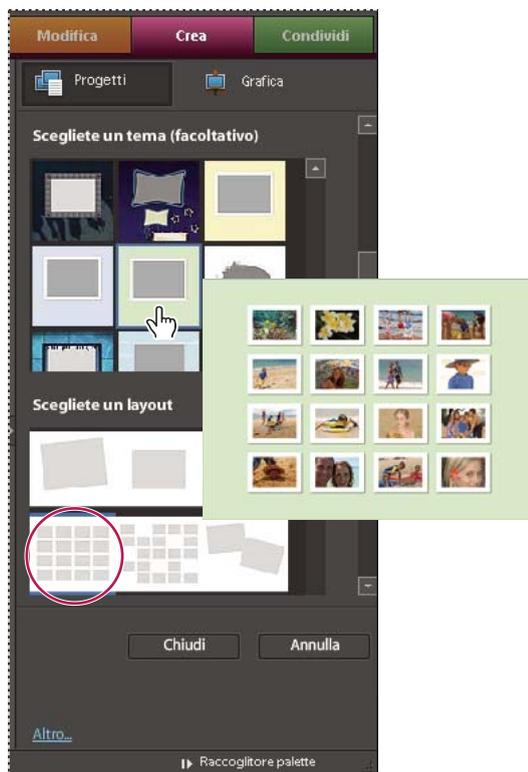 Modifica Crea Condividi
Progetti Grafica
Scegliete un tema (facoltativo)
Scegliete un layout
Chiudi Annulla
Altro...
Raccoglitore palette